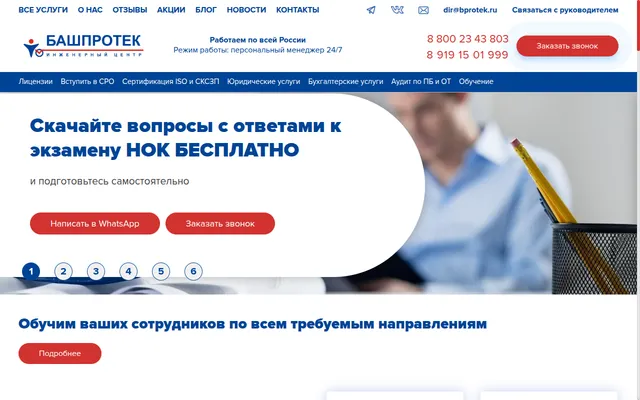 ВСЕ УСЛУГИ О НАС ОТЗЫВЫ АКЦИИ БЛОГ НОВОСТИ КОНТАКТЫ dir@bprotek.ru Связаться с руководителем
БАШПРОТЕК
ИНЖЕНЕРНЫЙ ЦЕНТР
Работаем по всей России
Режим работы: персональный менеджер 24/7
8 800 23 43 803
8 919 15 01 999
Заказать звонок
Лицензии Вступить в СРО Сертификация ISO и СКСЗП Юридические услуги Бухгалтерские услуги Аудит по ПБ и ОТ Обучение
Скачайте вопросы с ответами к
экзамену НОК БЕСПЛАТНО
и подготовьтесь самостоятельно
Написать в WhatsApp Заказать звонок
1 2 3 4 5 6
Обучим ваших сотрудников по всем требуемым направлениям
Подробнее